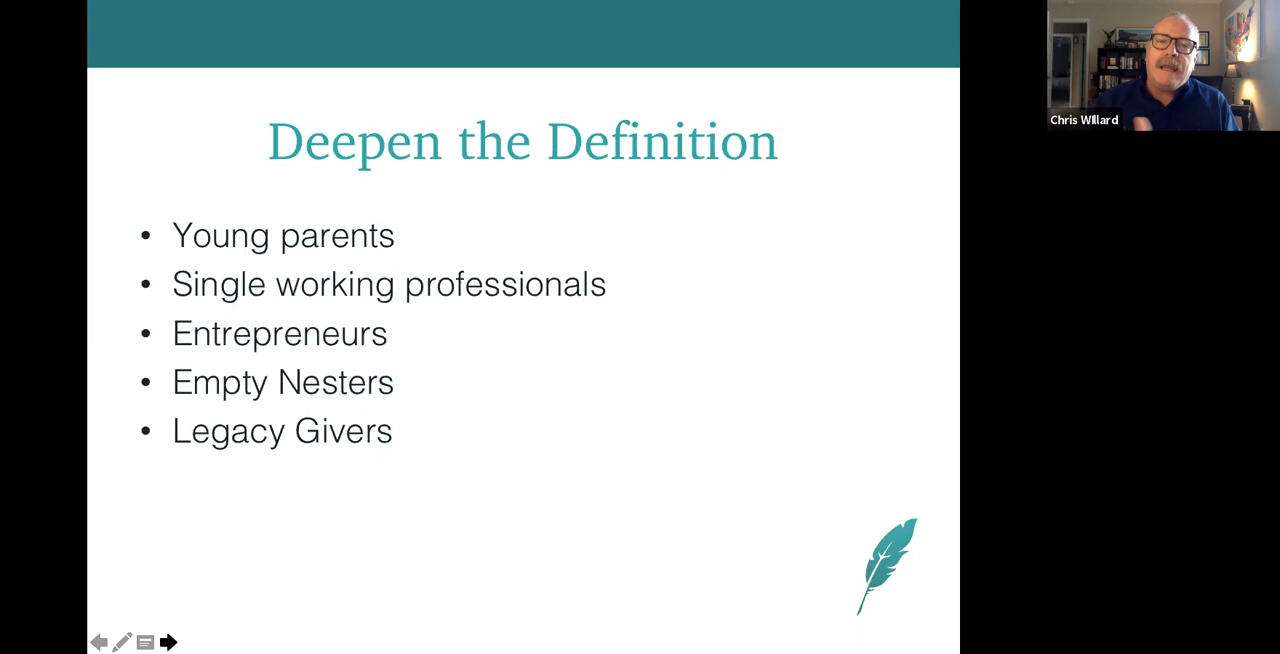 Deepen the Definition
• Young parents
• Single working professionals
• Entrepreneurs
• Empty Nesters
• Legacy Givers
Chris WIllard